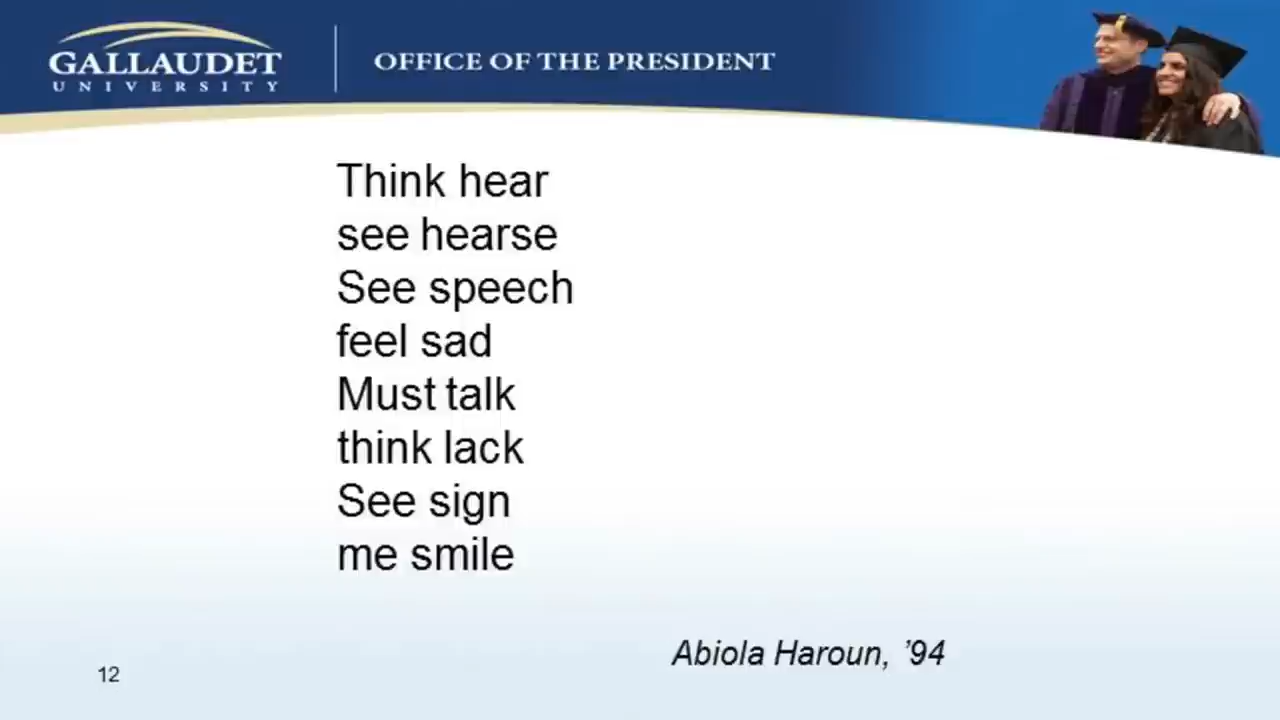 GALLAUDET
UNIVERSITY
OFFICE OF THE PRESIDENT
Think hear
see hearse
See speech
feel sad
Must talk
think lack
See sign
me smile
Abiola Haroun, ’94
12